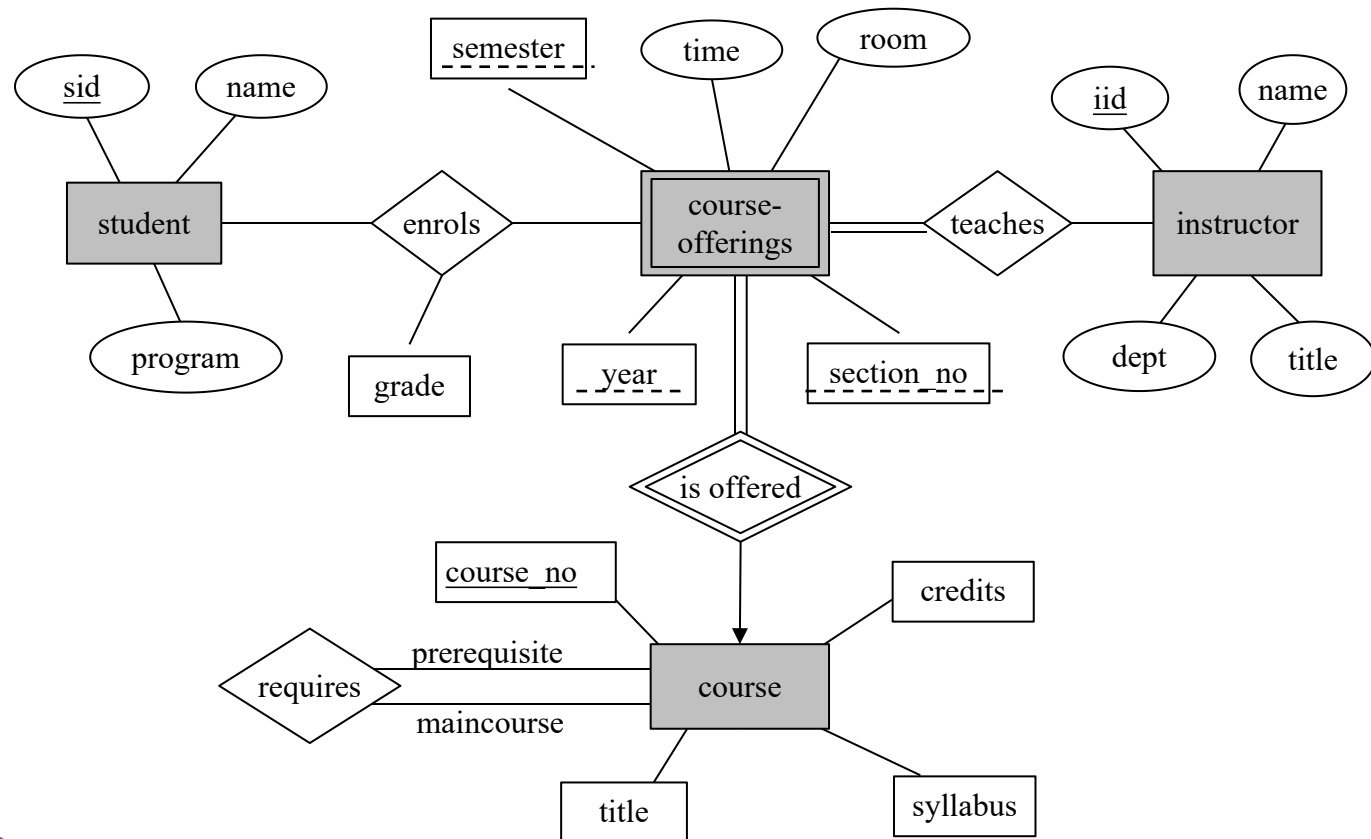 semester
time
room
sid
name
iid
name
student
enrols
course-
offerings
teaches
instructor
program
grade
year
section_no
dept
title
is offered
course_no
credits
prerequisite
requires
course
maincourse
title
syllabus